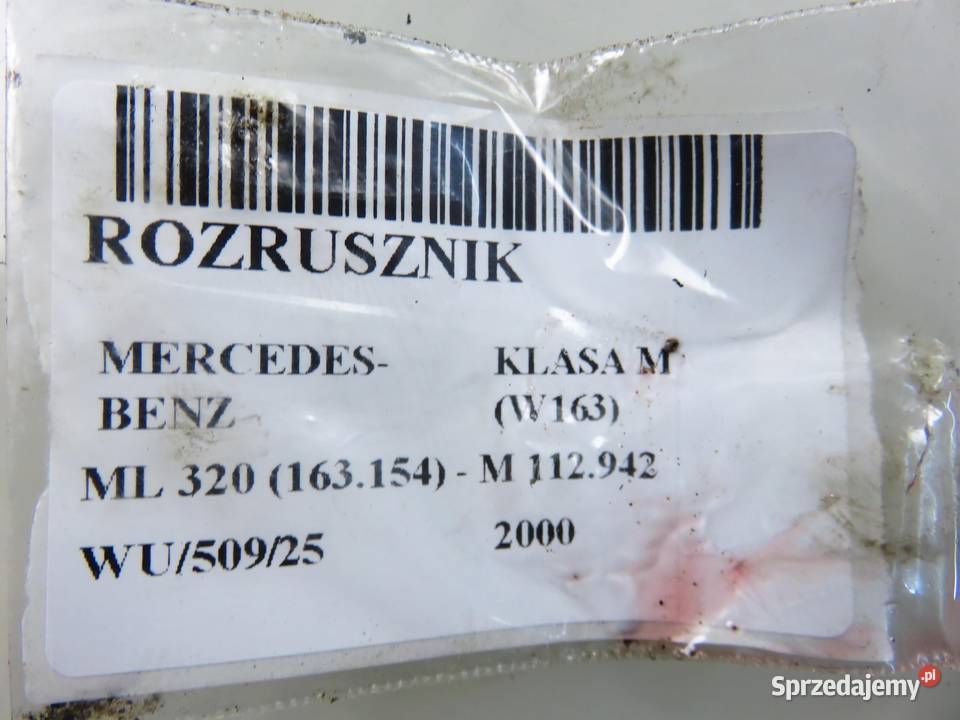 ROZRUSZNIK
MERCEDES- KLASA M
BENZ (W163)
ML 320 (163.154) - M 112.942
WU/509/25 2000
Sprzedajemy.pl